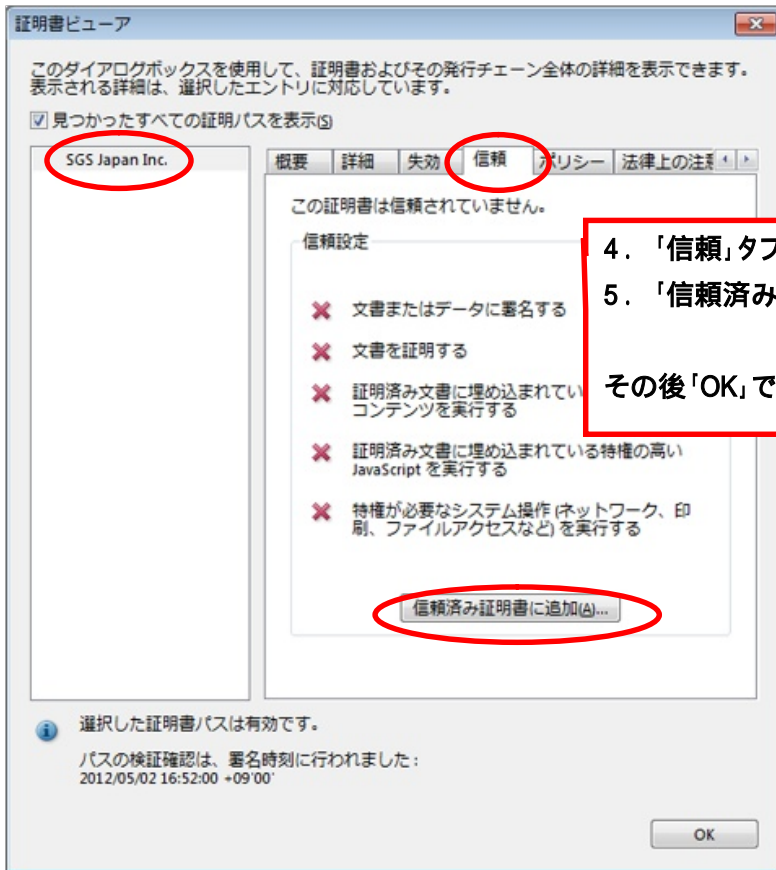 証明書ビューア
このダイアログボックスを使用して、証明書およびその発行チェーン全体の詳細を表示できます。
表示される詳細は、選択したエントリに対応しています。
見つかったすべての証明パスを表示(S)
SGS Japan Inc.
概要 詳細 失効 信頼 ポリシー 法律上の注意
この証明書は信頼されていません。
信頼設定
4. 「信頼」タブ
5. 「信頼済み
その後「OK」で
文書またはデータに署名する
文書を証明する
証明済み文書に埋め込まれてい
コンテンツを実行する
証明済み文書に埋め込まれている特権の高い
JavaScript を実行する
特権が必要なシステム操作 (ネットワーク、印
刷、ファイルアクセスなど) を実行する
信頼済み証明書に追加(A)...
選択した証明書パスは有効です。
パスの検証確認は、署名時刻に行われました :
2012/05/02 16:52:00 +09'00'
OK